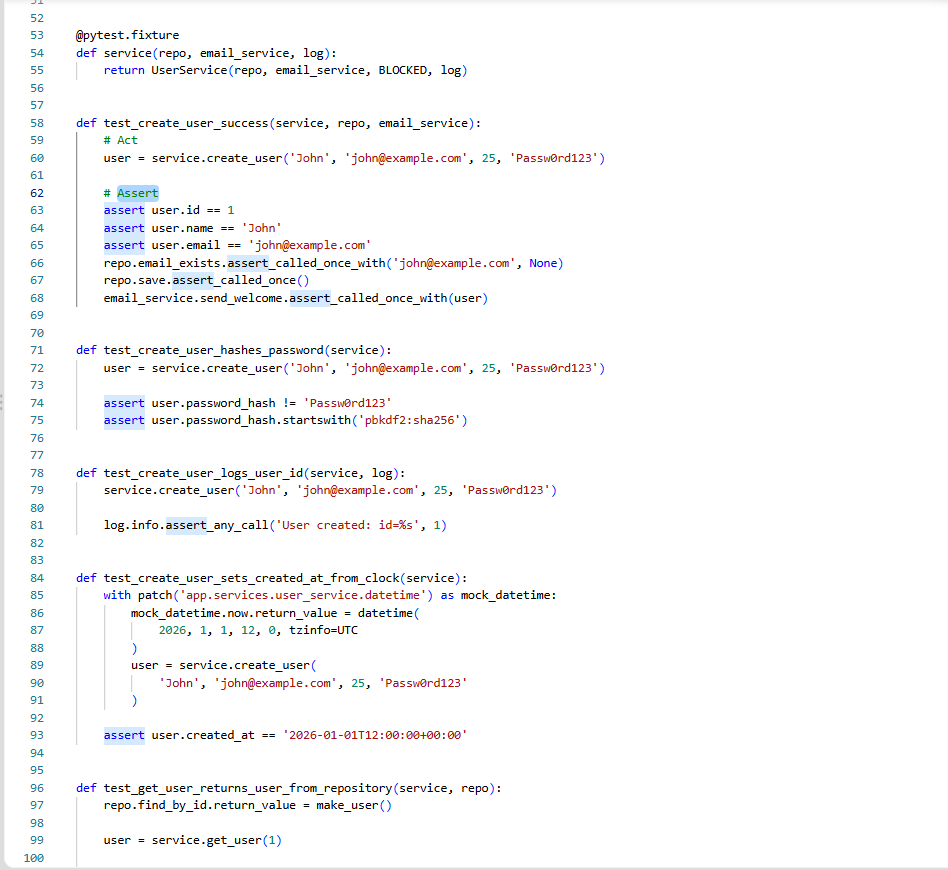 51
52
53 @pytest.fixture
54 def service(repo, email_service, log):
55     return UserService(repo, email_service, BLOCKED, log)
56
57
58 def test_create_user_success(service, repo, email_service):
59     # Act
60     user = service.create_user('John', 'john@example.com', 25, 'Passw0rd123')
61
62     # Assert
63     assert user.id == 1
64     assert user.name == 'John'
65     assert user.email == 'john@example.com'
66     repo.email_exists.assert_called_once_with('john@example.com', None)
67     repo.save.assert_called_once()
68     email_service.send_welcome.assert_called_once_with(user)
69
70
71 def test_create_user_hashes_password(service):
72     user = service.create_user('John', 'john@example.com', 25, 'Passw0rd123')
73
74     assert user.password_hash != 'Passw0rd123'
75     assert user.password_hash.startswith('pbkdf2:sha256')
76
77
78 def test_create_user_logs_user_id(service, log):
79     service.create_user('John', 'john@example.com', 25, 'Passw0rd123')
80
81     log.info.assert_any_call('User created: id=%s', 1)
82
83
84 def test_create_user_sets_created_at_from_clock(service):
85     with patch('app.services.user_service.datetime') as mock_datetime:
86         mock_datetime.now.return_value = datetime(
87             2026, 1, 1, 12, 0, tzinfo=UTC
88         )
89         user = service.create_user(
90             'John', 'john@example.com', 25, 'Passw0rd123'
91         )
92
93     assert user.created_at == '2026-01-01T12:00:00+00:00'
94
95
96 def test_get_user_returns_user_from_repository(service, repo):
97     repo.find_by_id.return_value = make_user()
98
99     user = service.get_user(1)
100